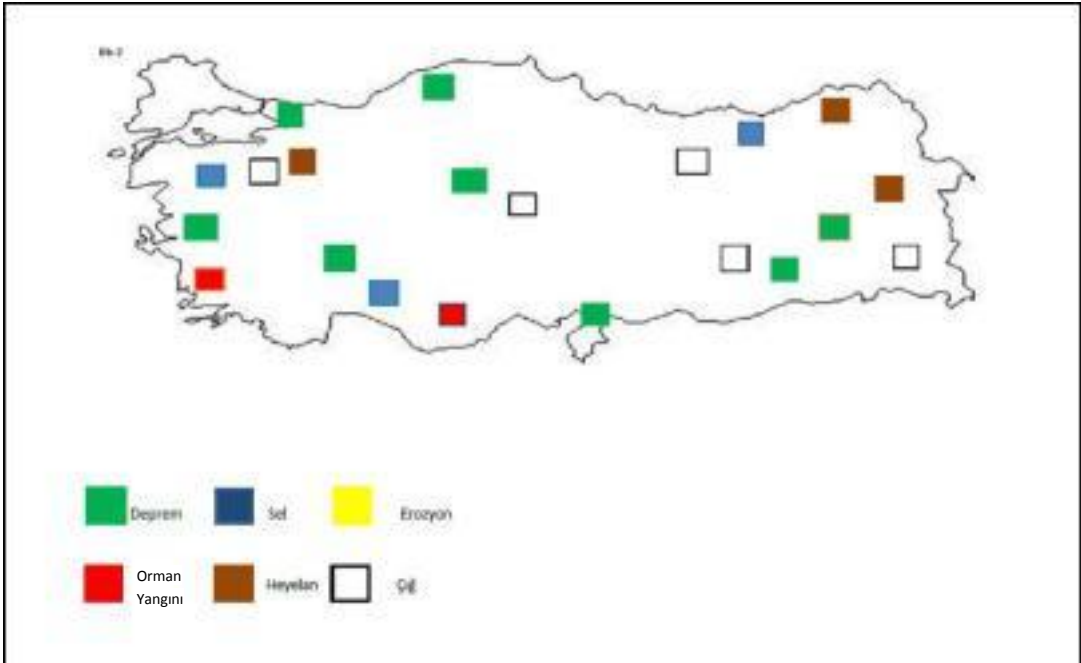 Deprem
Sel
Erozyon
Orman
Yangını
Heyelan
Çığ